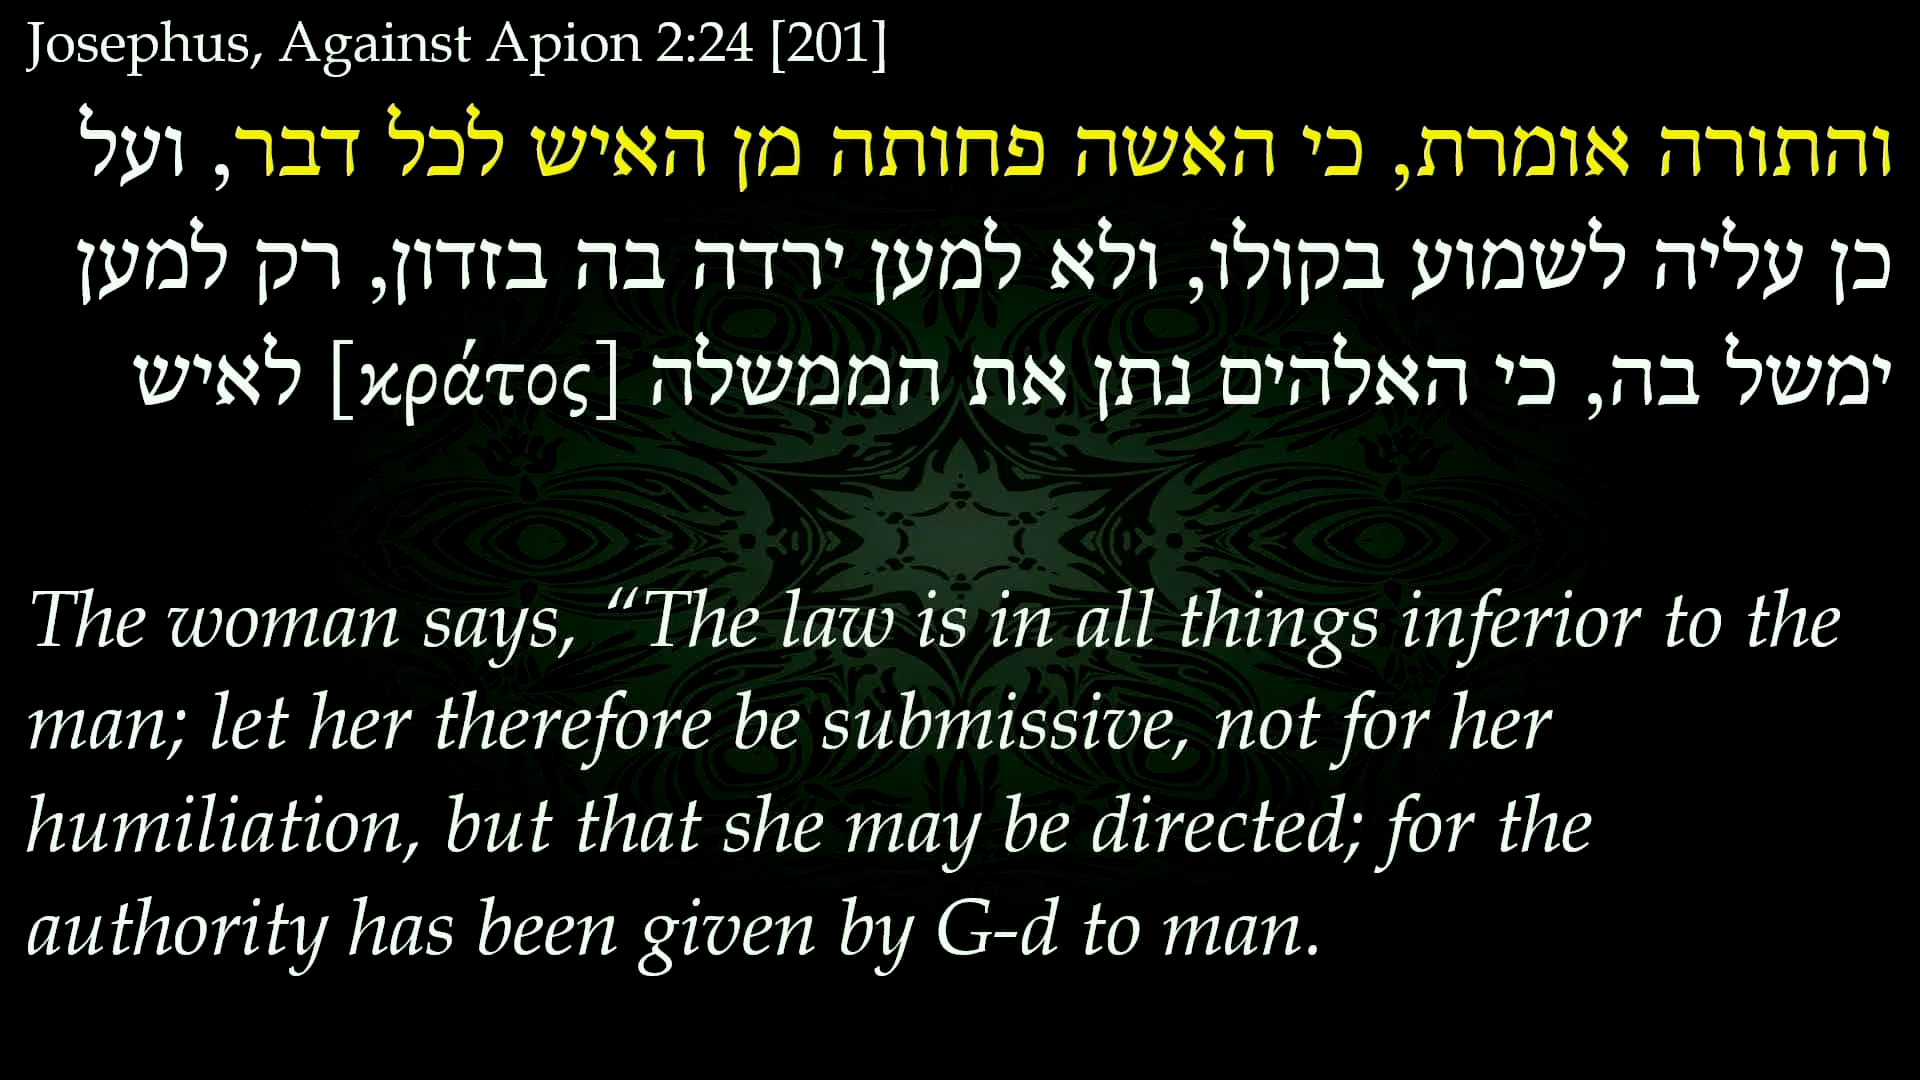 Josephus, Against Apion 2:24 [201]
והתורה אומרת, כי האשה פחותה מן האיש לכל דבר, ועל
כן עליה לשמוע בקולו, ולא למען ירדה בה בזדון, רק למען
ימשל בה, כי האלהים נתן את הממשלה [κράτος] לאיש
The woman says, “The law is in all things inferior to the
man; let her therefore be submissive, not for her
humiliation, but that she may be directed; for the
authority has been given by G-d to man.